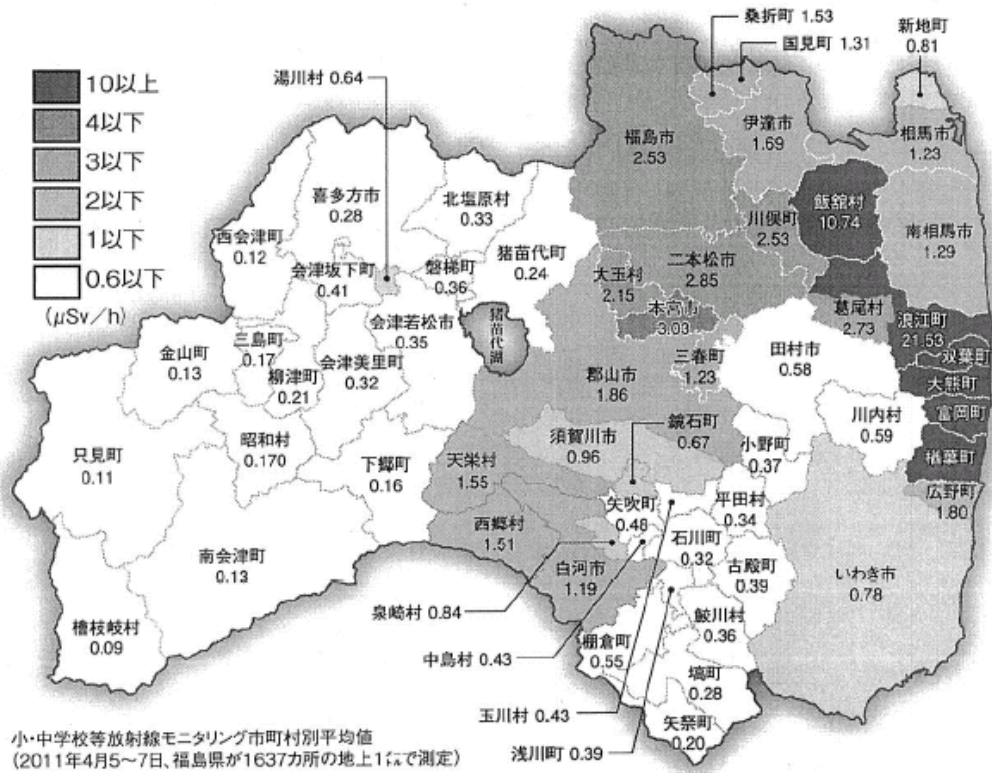 10以上
4以下
3以下
2以下
1以下
0.6以下
(μSv/h)
湯川村 0.64
桑折町 1.53
国見町 1.31
新地町
0.81
福島市
2.53
伊達市
1.69
相馬市
1.23
喜多方市
0.28
北塩原村
0.33
西会津町
0.12
会津坂下町
0.41
磐梯町
0.36
猪苗代町
0.24
川俣町
2.53
飯舘村
10.74
南相馬市
1.29
大玉村
2.15
二本松市
2.85
本宮市
3.03
葛尾村
2.73
浪江町
21.53
双葉町
大熊町
富岡町
楢葉町
広野町
1.80
猪苗代湖
会津若松市
0.35
三島町
0.17
金山町
0.13
柳津町
0.21
会津美里町
0.32
郡山市
1.86
三春町
1.23
田村市
0.58
川内村
0.59
只見町
0.11
昭和村
0.170
下郷町
0.16
天栄村
1.55
須賀川市
0.96
鏡石町
0.67
小野町
0.37
西郷村
1.51
矢吹町
0.48
平田村
0.34
石川町
0.32
古殿町
0.39
いわき市
0.78
南会津町
0.13
白河市
1.19
泉崎村 0.84
鮫川村
0.36
檜枝岐村
0.09
中島村 0.43
棚倉町
0.55
塙町
0.28
玉川村 0.43
矢祭町
0.20
浅川町 0.39
小・中学校等放射線モニタリング市町村別平均値
(2011年4月5〜7日、福島県が1637カ所の地上1㍍で測定)